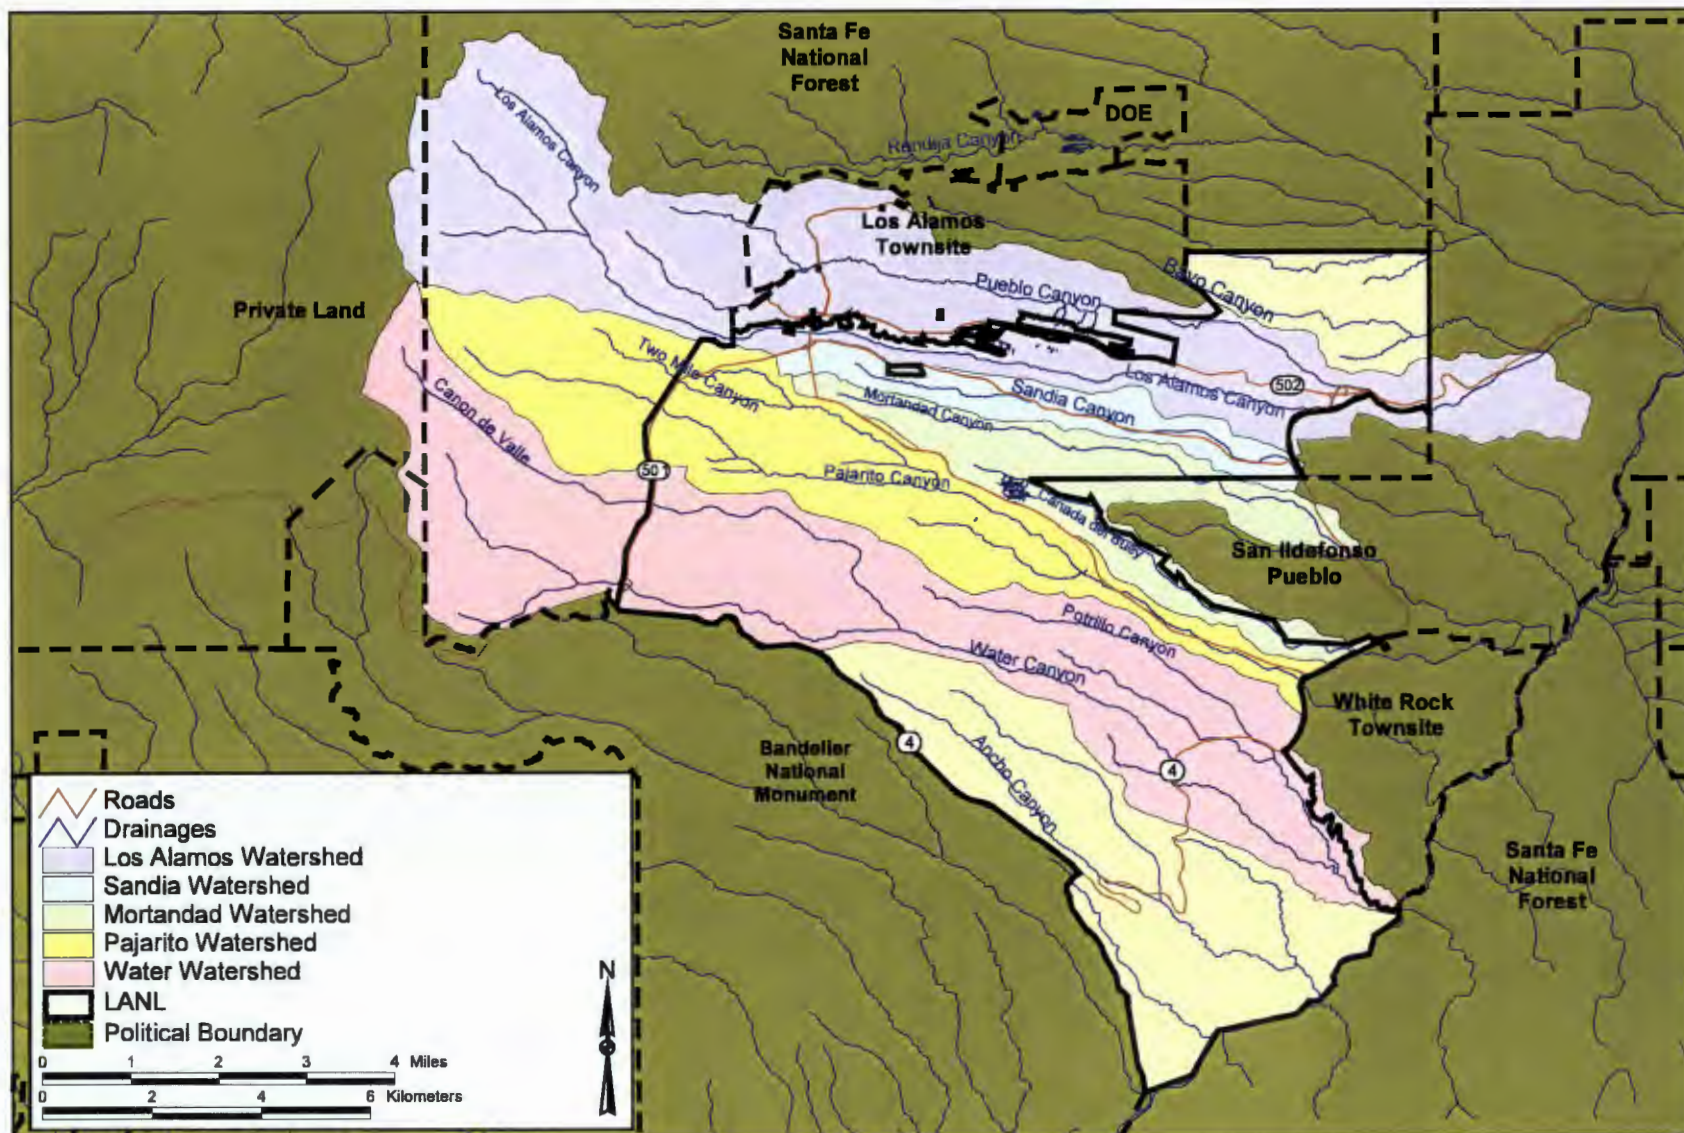 Santa Fe
National
Forest
DOE
Rendija Canyon
Los Alamos Canyon
Los Alamos
Townsite
Private Land
Pueblo Canyon
Bayo Canyon
Two Mile Canyon
Canon de Valle
Los Alamos Canyon
502
Sandia Canyon
Mortandad Canyon
501
Pajarito Canyon
Canada del Buey
San Ildefonso
Pueblo
Potrillo Canyon
Water Canyon
White Rock
Townsite
4
Ancho Canyon
4
Bandelier
National
Monument
Santa Fe
National
Forest
Roads
Drainages
Los Alamos Watershed
Sandia Watershed
Mortandad Watershed
Pajarito Watershed
Water Watershed
LANL
Political Boundary
N
0 1 2 3 4 Miles
0 2 4 6 Kilometers